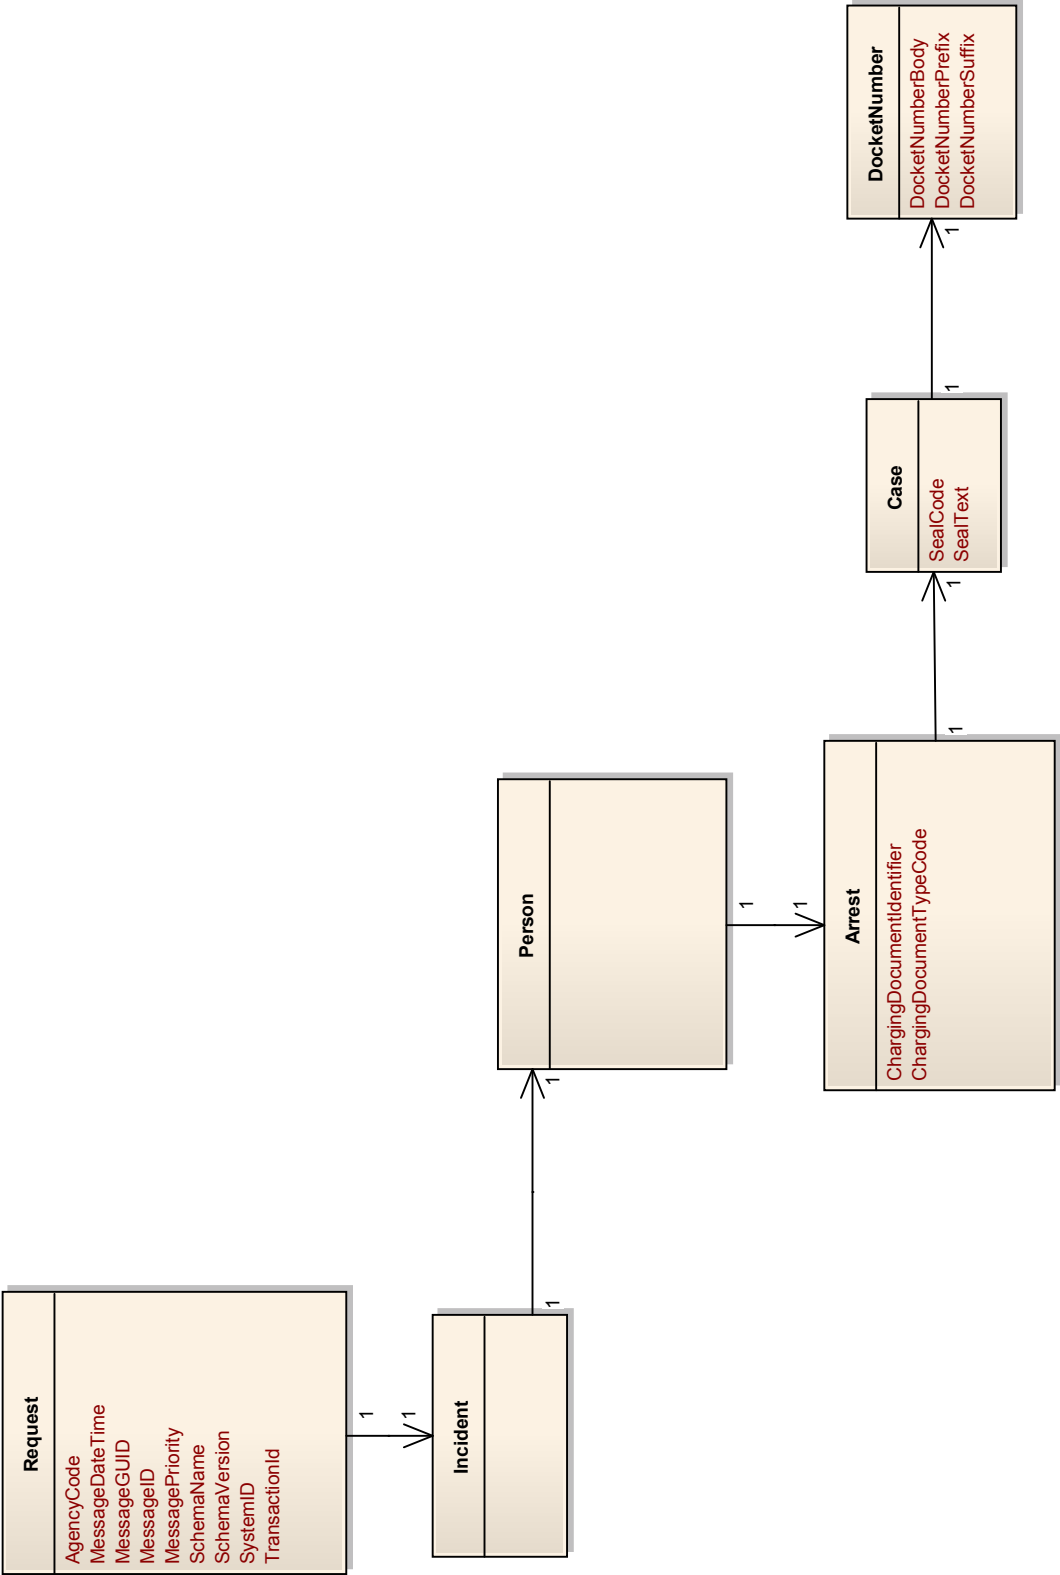 Request
AgencyCode
MessageDateTime
MessageGUID
MessageID
MessagePriority
SchemaName
SchemaVersion
SystemID
TransactionId
1
1
Incident
1
1
Person
1
1
Arrest
ChargingDocumentIdentifier
ChargingDocumentTypeCode
1
1
Case
SealCode
SealText
1
1
DocketNumber
DocketNumberBody
DocketNumberPrefix
DocketNumberSuffix